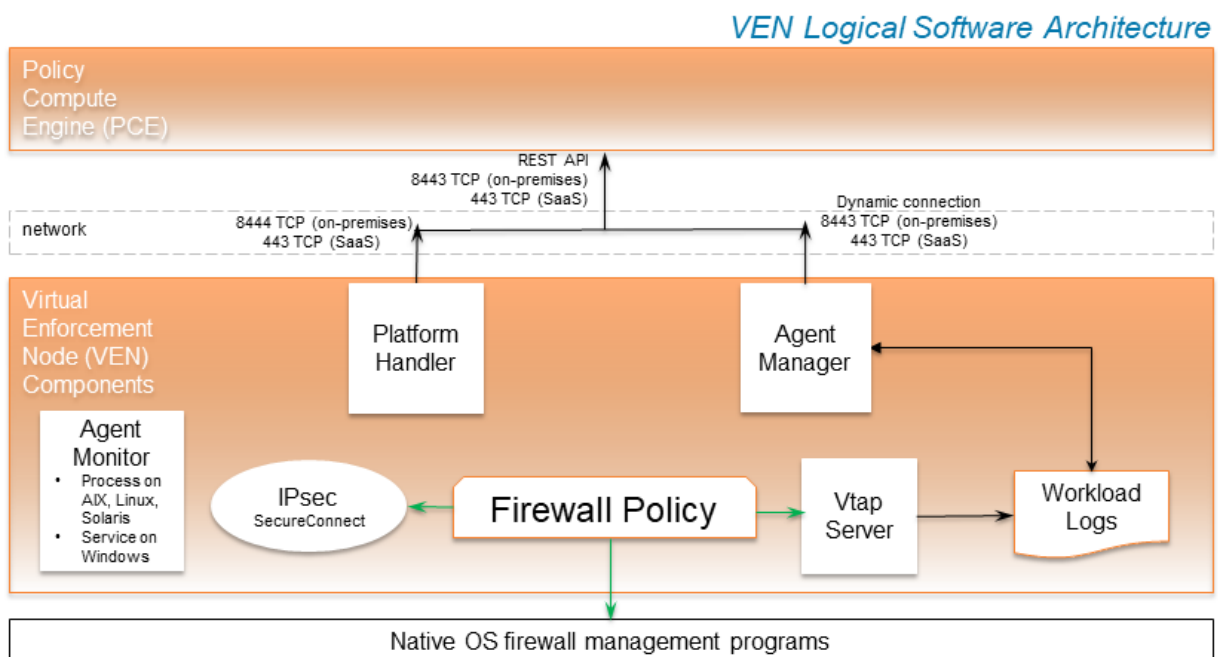 VEN Logical Software Architecture
Policy
Compute
Engine (PCE)
REST API
8443 TCP (on-premises)
443 TCP (SaaS)
network
8444 TCP (on-premises)
443 TCP (SaaS)
Dynamic connection
8443 TCP (on-premises)
443 TCP (SaaS)
Virtual
Enforcement
Node (VEN)
Components
Platform
Handler
Agent
Manager
Agent
Monitor
• Process on
AIX, Linux,
Solaris
• Service on
Windows
IPsec
SecureConnect
Firewall Policy
Vtap
Server
Workload
Logs
Native OS firewall management programs